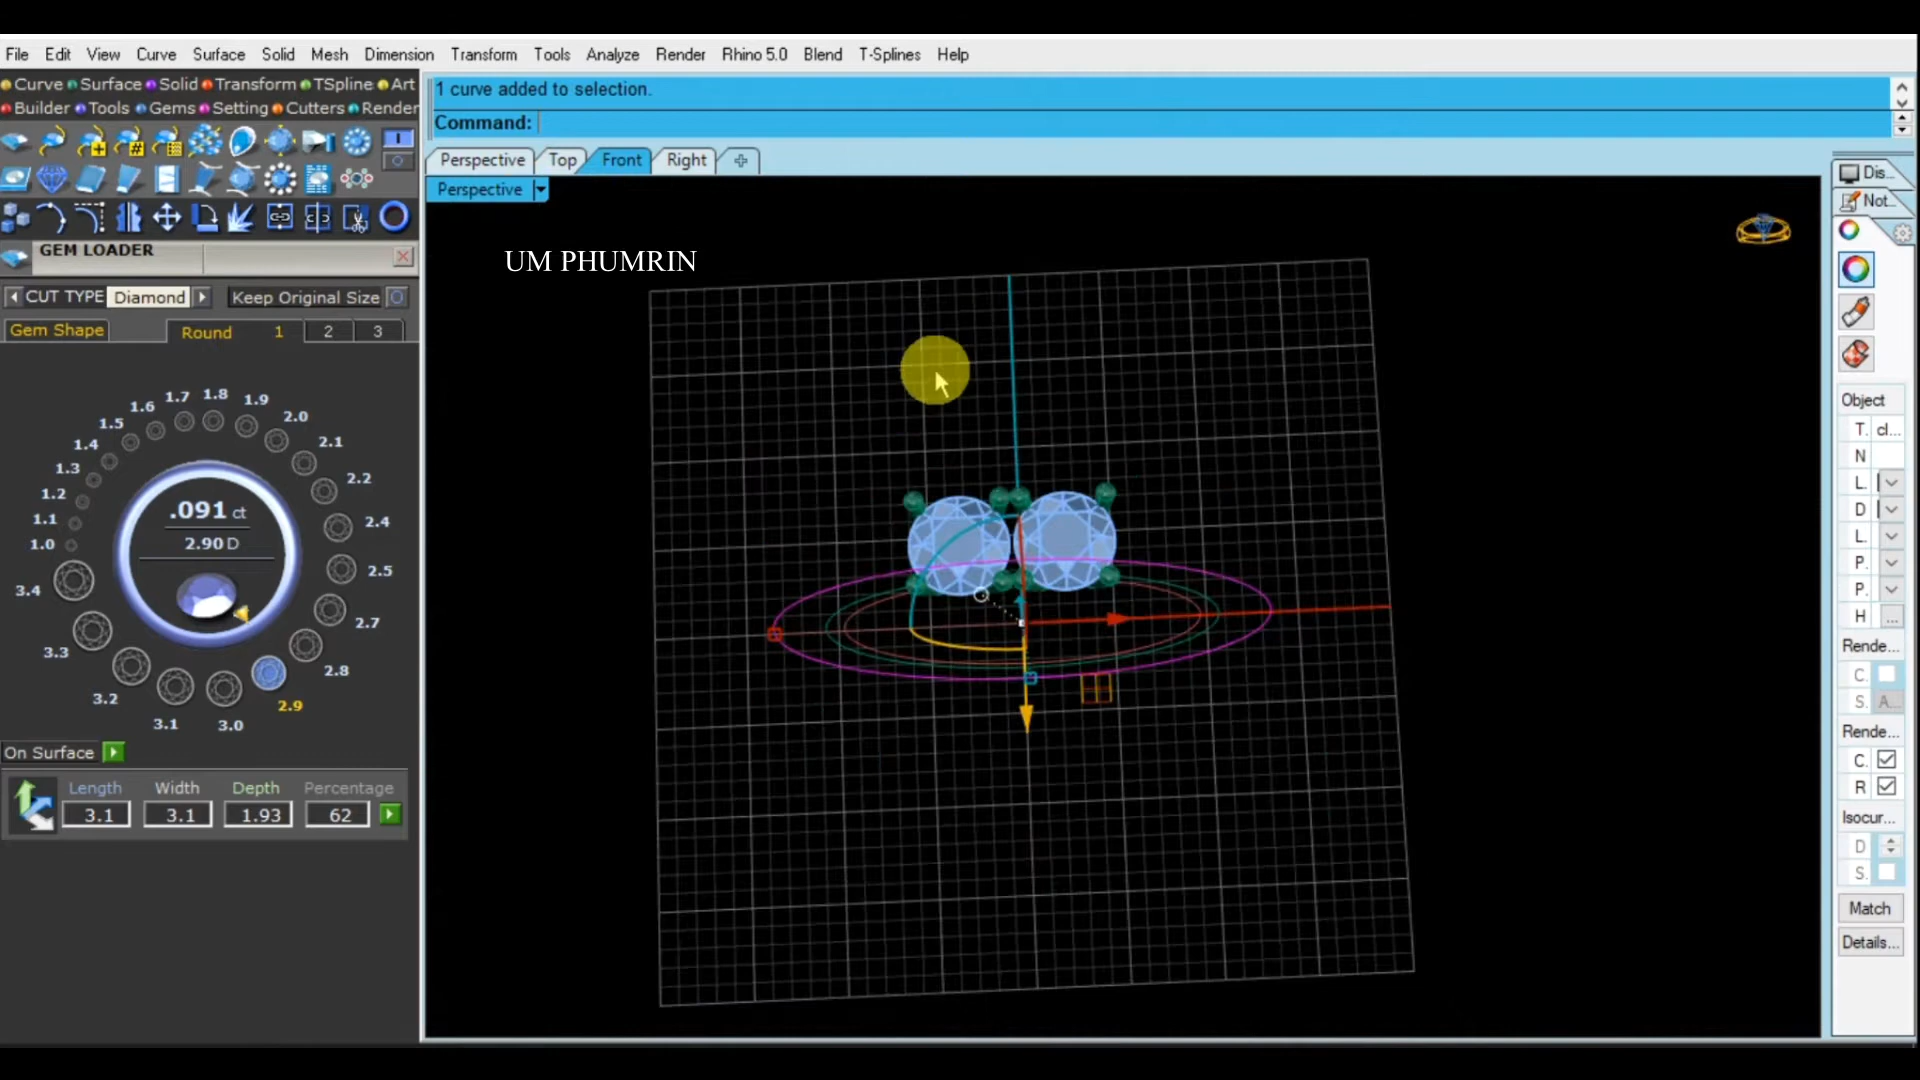 File Edit View Curve Surface Solid Mesh Dimension Transform Tools Analyze Render Rhino 5.0 Blend T-Splines Help
Curve Surface Solid Transform TSpline Art
Builder Tools Gems Setting Cutters Render
1 curve added to selection.
Command:
Perspective Top Front Right
Perspective
Dis...
Not...
GEM LOADER
UM PHUMRIN
CUT TYPE Diamond Keep Original Size
Gem Shape Round 1 2 3
1.0 1.1 1.2 1.3 1.4 1.5 1.6 1.7 1.8 1.9 2.0 2.1 2.2 2.4 2.5 2.7 2.8 2.9 3.0 3.1 3.2 3.3 3.4
.091 ct
2.90 D
On Surface
Length Width Depth Percentage
3.1 3.1 1.93 62
Object
T. cl...
N
L.
D
L.
P.
P.
H ...
Rende...
C.
S. A...
Rende...
C.
R
Isocur...
D
S.
Match
Details...